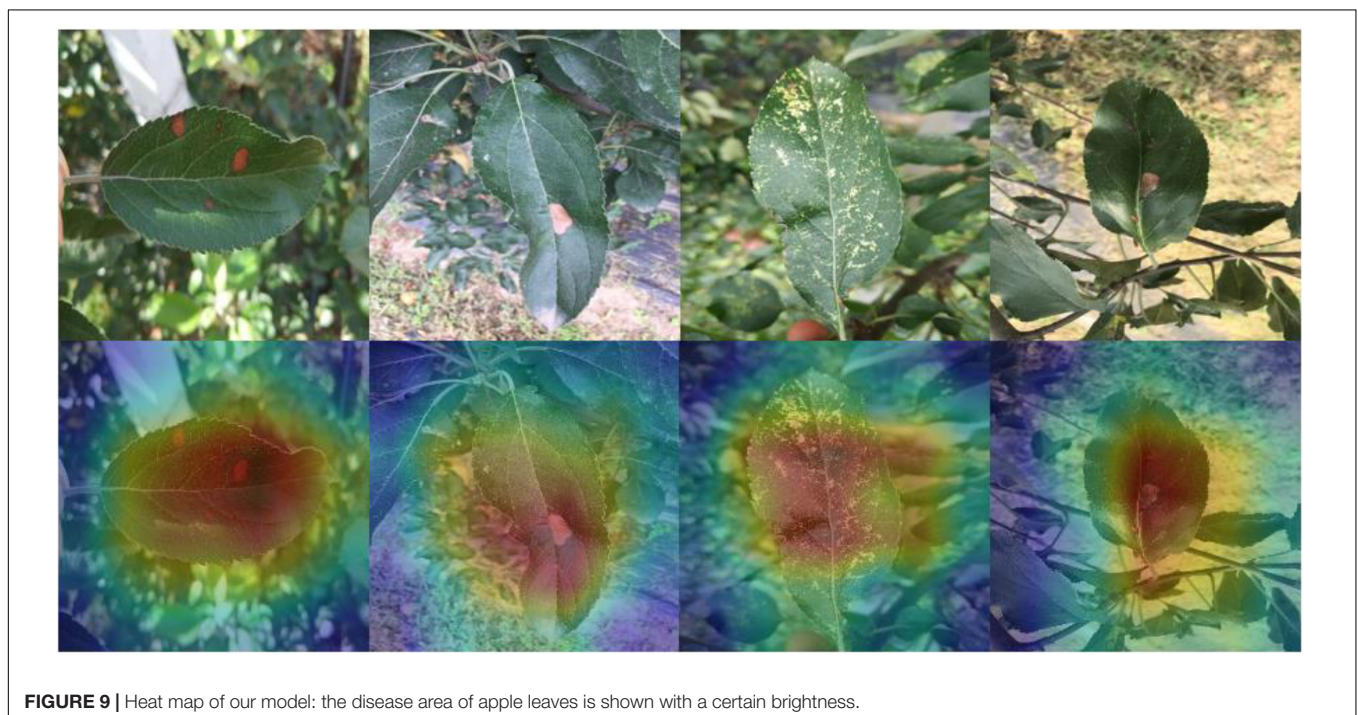 FIGURE 9 | Heat map of our model: the disease area of apple leaves is shown with a certain brightness.